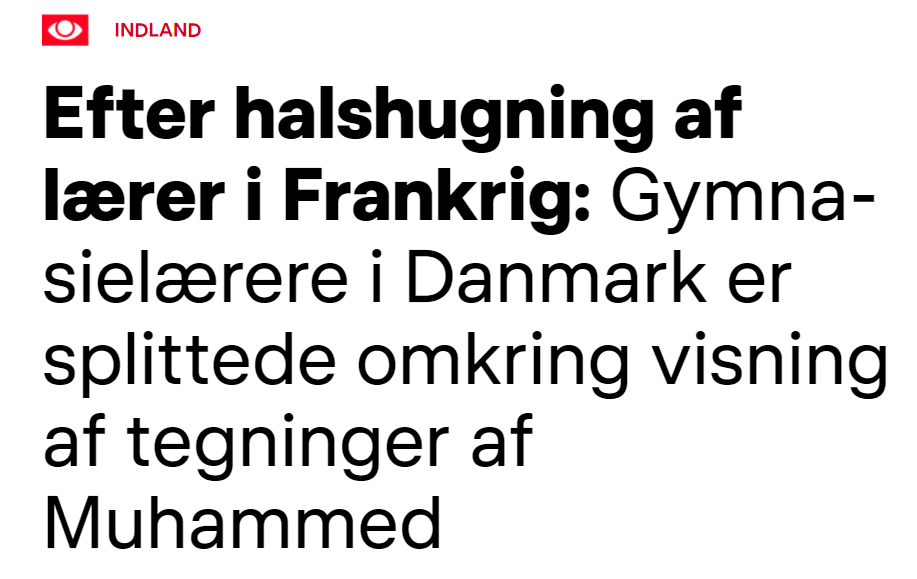 INDLAND
Efter halshugning af
lærer i Frankrig: Gymna-
sielærere i Danmark er
splittede omkring visning
af tegninger af
Muhammed